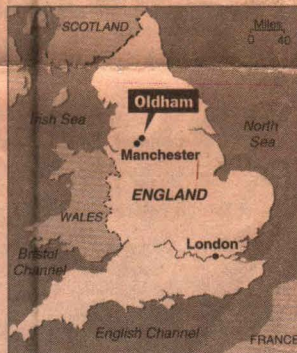 SCOTLAND
Miles
0 40
Oldham
Irish Sea
North
Sea
Manchester
ENGLAND
WALES
London
Bristol
Channel
English Channel
FRANCE